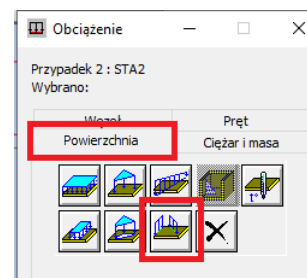 Obciążenie
Przypadek 2 : STA2
Wybrano:
Węzeł Pręt
Powierzchnia Ciężar i masa